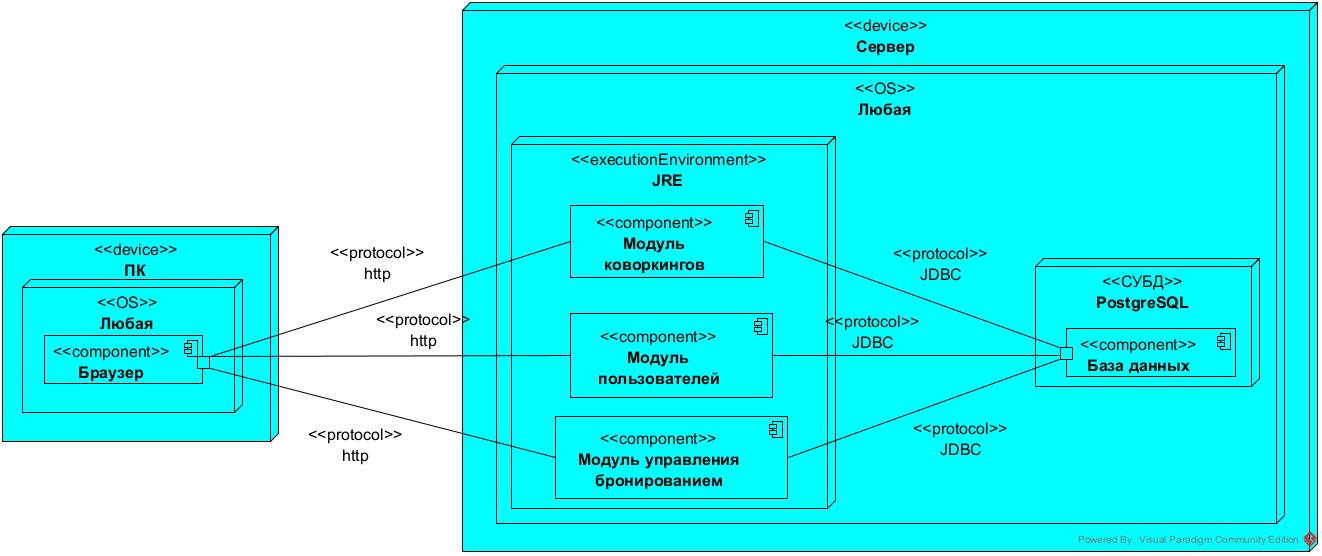 <<device>>
Сервер
<<OS>>
Любая
<<executionEnvironment>>
JRE
<<component>>
Модуль
коворкингов
<<component>>
Модуль
пользователей
<<component>>
Модуль управления
бронированием
<<device>>
ПК
<<OS>>
Любая
<<component>>
Браузер
<<protocol>>
http
<<protocol>>
http
<<protocol>>
http
<<protocol>>
JDBC
<<protocol>>
JDBC
<<protocol>>
JDBC
<<СУБД>>
PostgreSQL
<<component>>
База данных
Powered By Visual Paradigm Community Edition